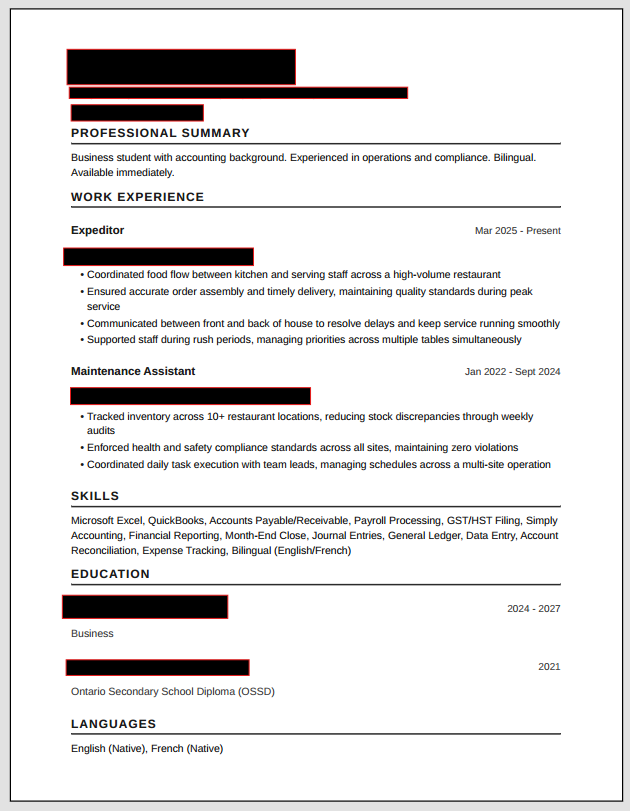 PROFESSIONAL SUMMARY
Business student with accounting background. Experienced in operations and compliance. Bilingual.
Available immediately.
WORK EXPERIENCE
Expeditor
Mar 2025 - Present
• Coordinated food flow between kitchen and serving staff across a high-volume restaurant
• Ensured accurate order assembly and timely delivery, maintaining quality standards during peak
service
• Communicated between front and back of house to resolve delays and keep service running smoothly
• Supported staff during rush periods, managing priorities across multiple tables simultaneously
Maintenance Assistant
Jan 2022 - Sept 2024
• Tracked inventory across 10+ restaurant locations, reducing stock discrepancies through weekly
audits
• Enforced health and safety compliance standards across all sites, maintaining zero violations
• Coordinated daily task execution with team leads, managing schedules across a multi-site operation
SKILLS
Microsoft Excel, QuickBooks, Accounts Payable/Receivable, Payroll Processing, GST/HST Filing, Simply
Accounting, Financial Reporting, Month-End Close, Journal Entries, General Ledger, Data Entry, Account
Reconciliation, Expense Tracking, Bilingual (English/French)
EDUCATION
2024 - 2027
Business
2021
Ontario Secondary School Diploma (OSSD)
LANGUAGES
English (Native), French (Native)